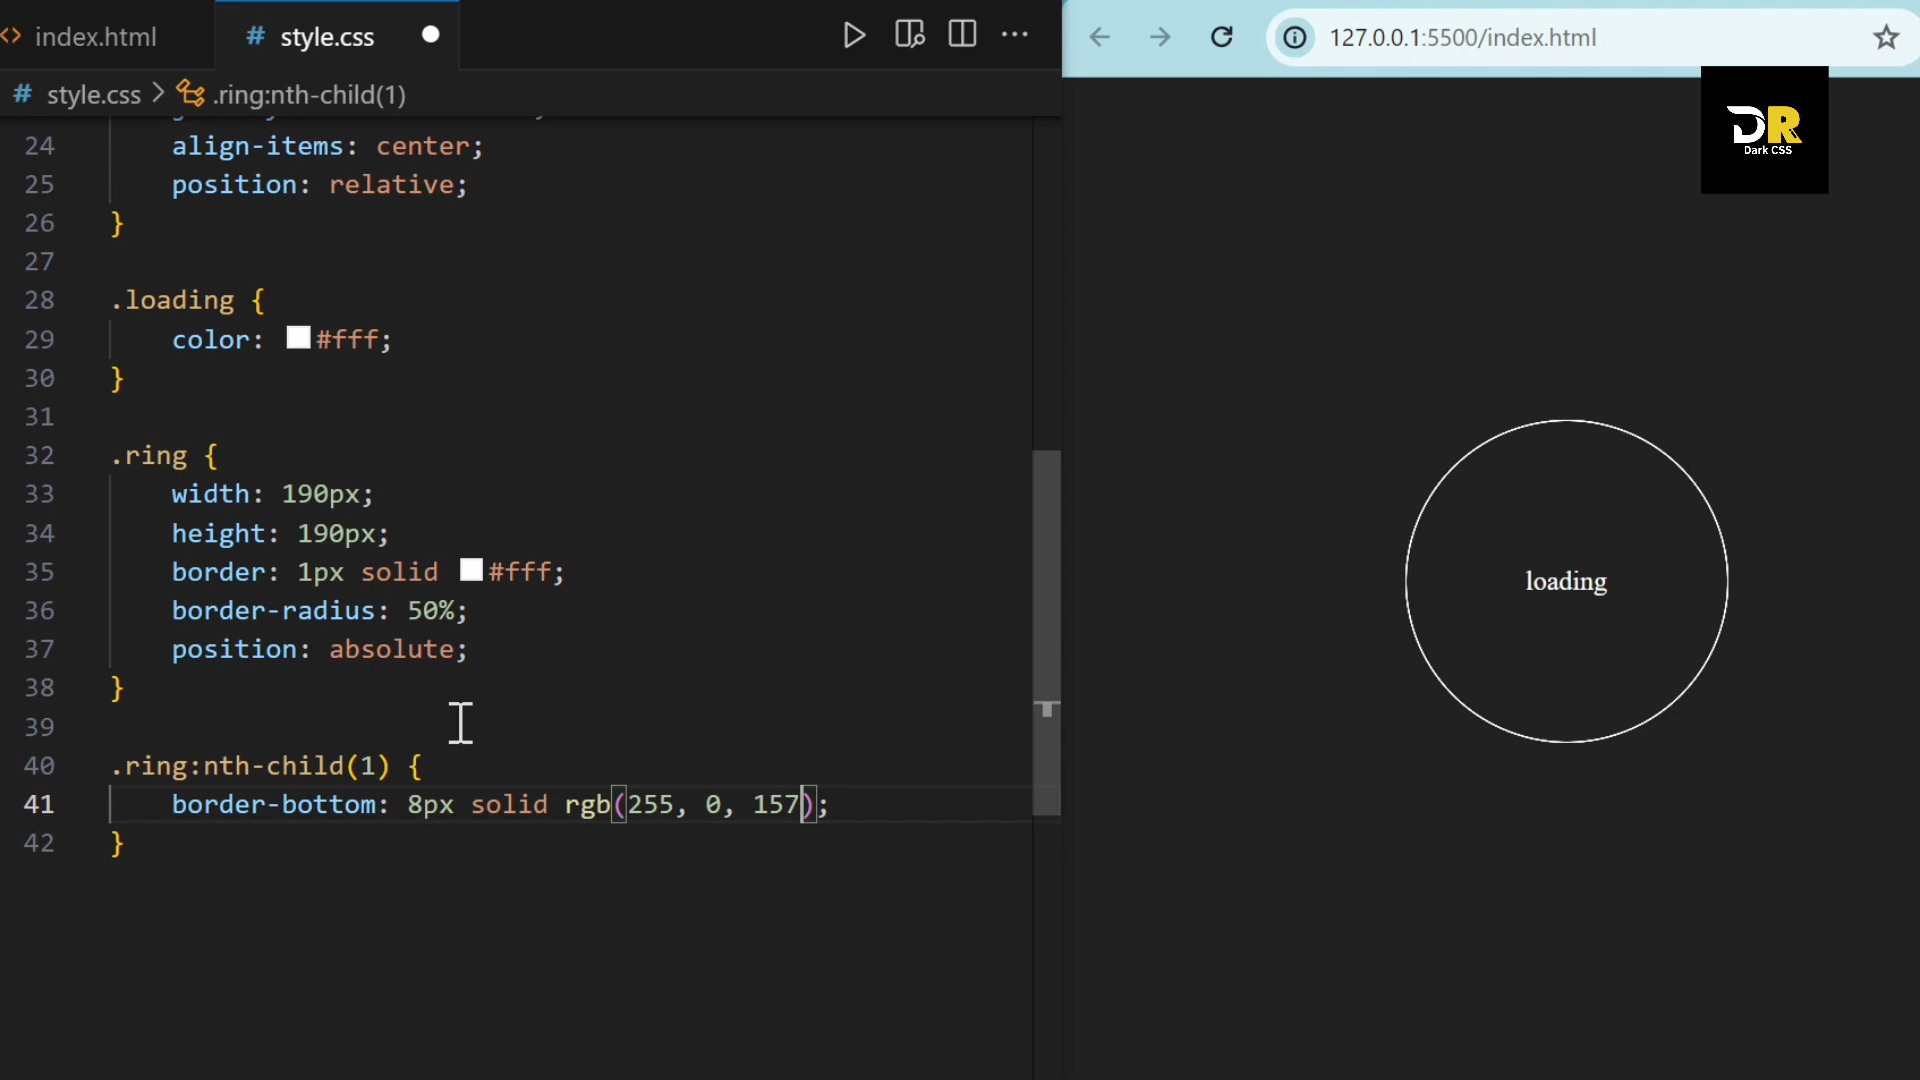 index.html
# style.css
127.0.0.1:5500/index.html
# style.css > .ring:nth-child(1)
DR
Dark CSS
24 align-items: center;
25 position: relative;
26 }
27
28 .loading {
29 color: #fff;
30 }
31
32 .ring {
33 width: 190px;
34 height: 190px;
35 border: 1px solid #fff;
36 border-radius: 50%;
37 position: absolute;
38 }
39
40 .ring:nth-child(1) {
41 border-bottom: 8px solid rgb(255, 0, 157);
42 }
loading